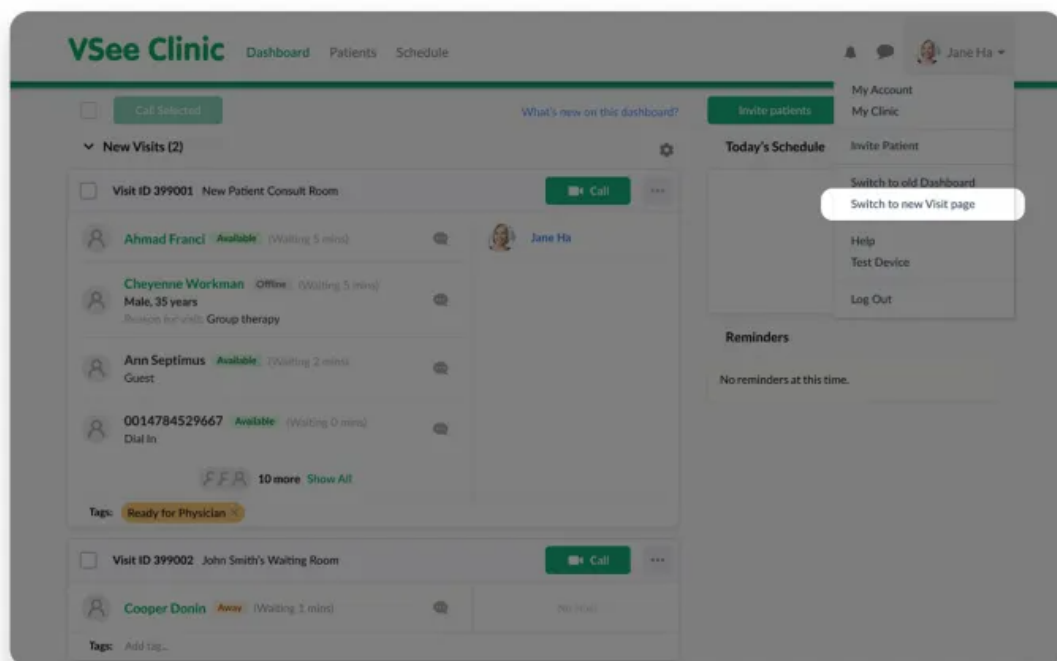 VSee Clinic Dashboard Patients Schedule Jane Ha
Call Selected What's new on this dashboard? Invite patients
My Account
My Clinic
Invite Patient
Switch to old Dashboard
Switch to new Visit page
Help
Test Device
Log Out
New Visits (2)
Visit ID 399001 New Patient Consult Room Call
Ahmad Franci Available (Waiting 5 mins) Jane Ha
Cheyenne Workman Offline (Waiting 5 mins)
Male, 35 years
Reason for visit: Group therapy
Ann Septimus Available (Waiting 2 mins)
Guest
0014784529667 Available (Waiting 0 mins)
Dial In
10 more Show All
Tags: Ready for Physician ×
Visit ID 399002 John Smith's Waiting Room Call
Cooper Donin Away (Waiting 1 mins)
Tags: Add tag...
Today's Schedule
Reminders
No reminders at this time.